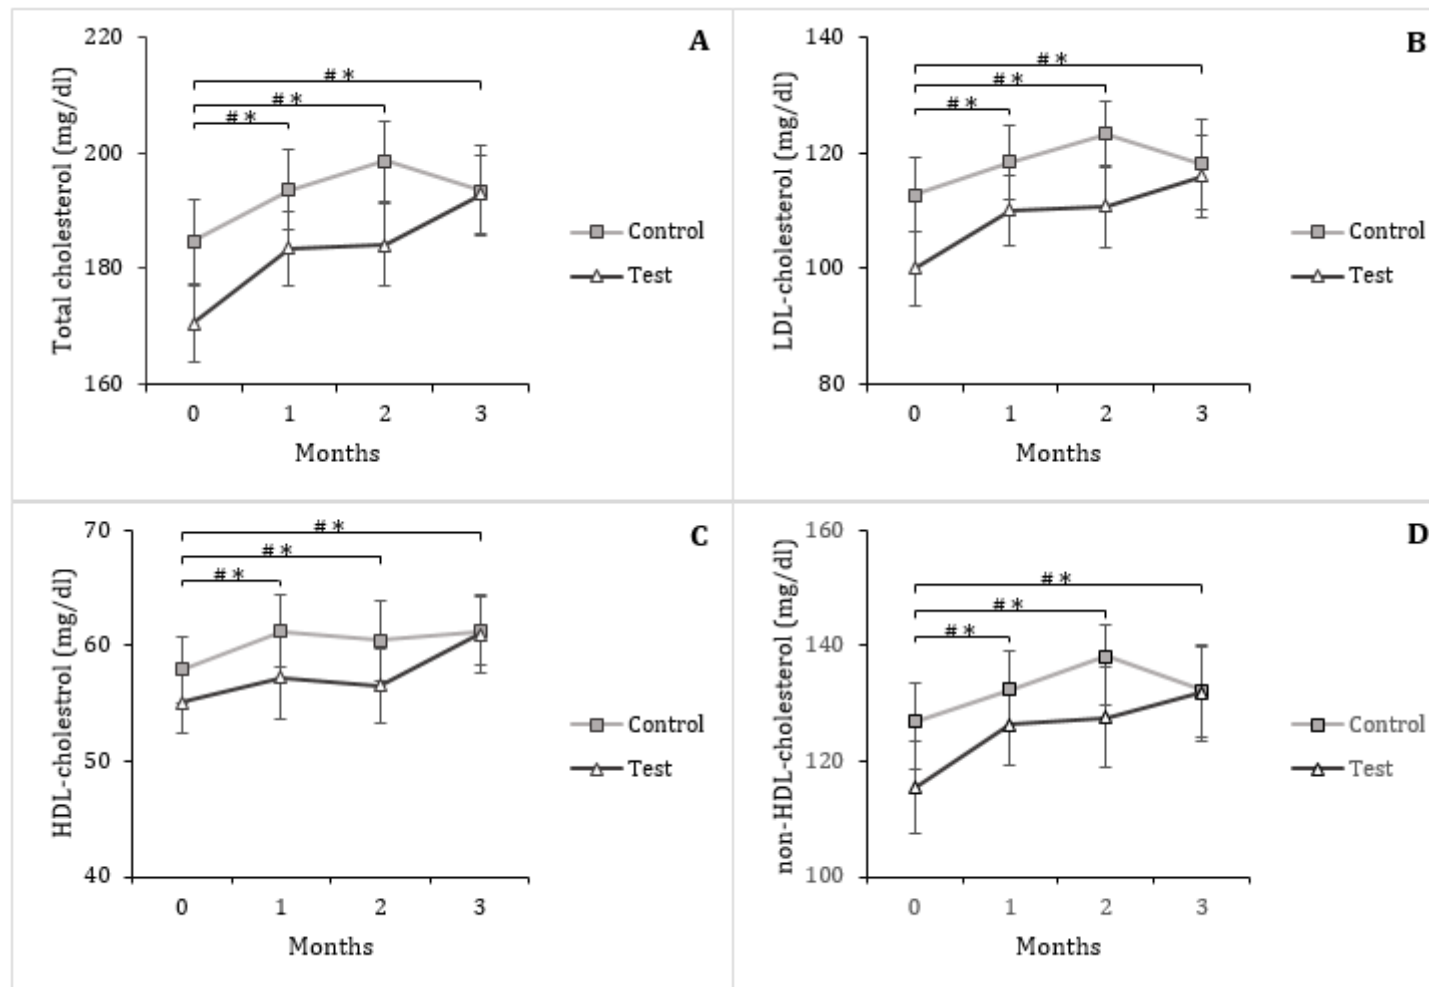 A
Total cholesterol (mg/dl)
220
200
180
160
# *
# *
# *
0 1 2 3
Months
Control
Test
B
LDL-cholesterol (mg/dl)
140
120
100
80
# *
# *
# *
0 1 2 3
Months
Control
Test
C
HDL-cholestrol (mg/dl)
70
60
50
40
# *
# *
# *
0 1 2 3
Months
Control
Test
D
non-HDL-cholesterol (mg/dl)
160
140
120
100
# *
# *
# *
0 1 2 3
Months
Control
Test